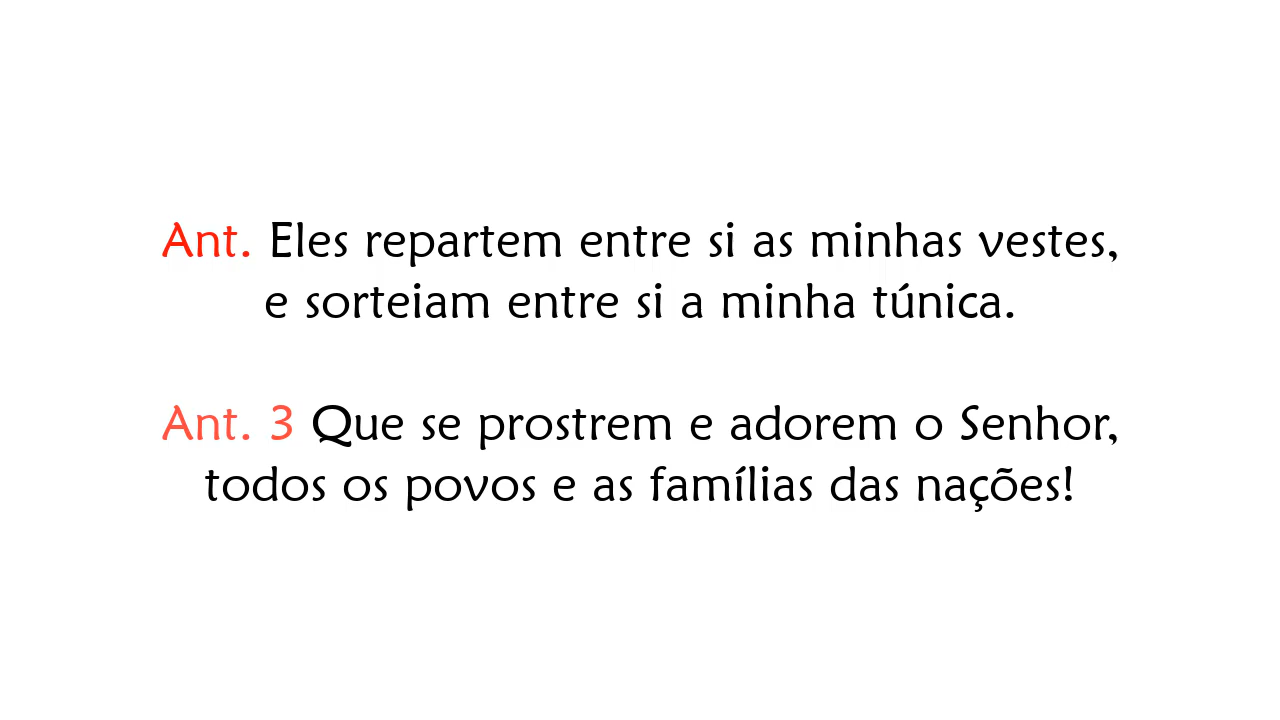 Ant. Eles repartem entre si as minhas vestes,
e sorteiam entre si a minha túnica.
Ant. 3 Que se prostrem e adorem o Senhor,
todos os povos e as famílias das nações!